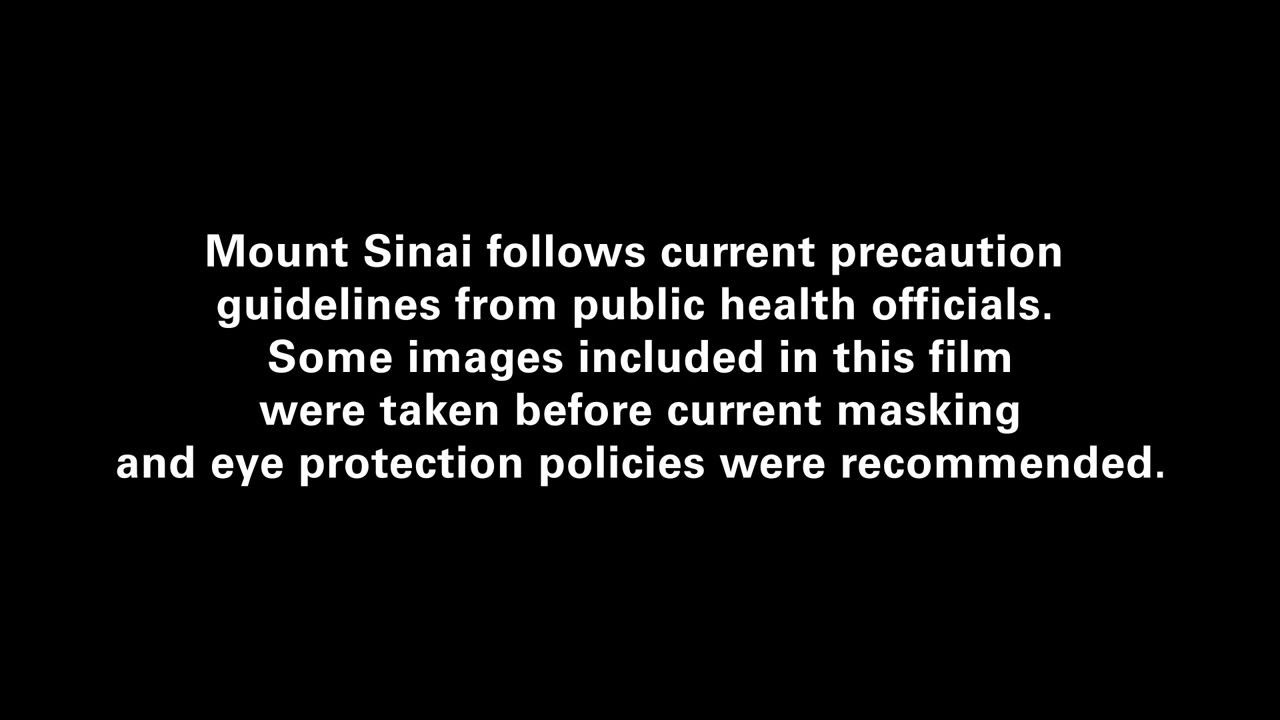 Mount Sinai follows current precaution
guidelines from public health officials.
Some images included in this film
were taken before current masking
and eye protection policies were recommended.